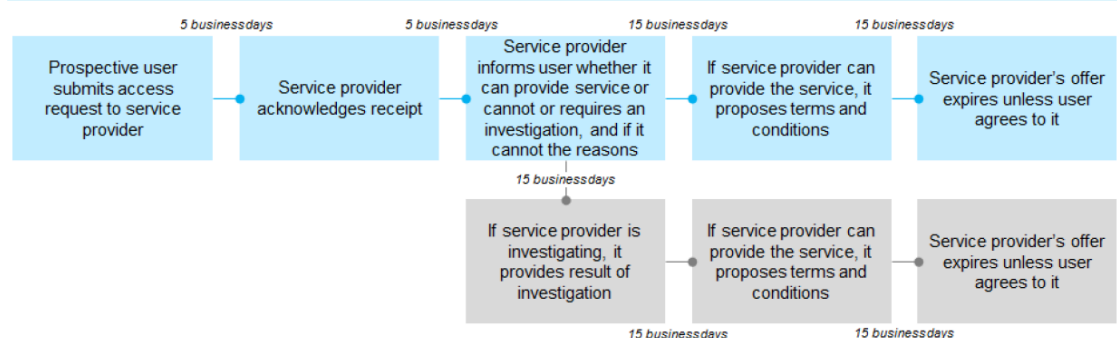 5 businessdays
5 businessdays
15 businessdays
15 businessdays
Prospective user
submits access
request to service
provider
Service provider
acknowledges receipt
Service provider
informs user whether it
can provide service or
cannot or requires an
investigation, and if it
cannot the reasons
If service provider can
provide the service, it
proposes terms and
conditions
Service provider's offer
expires unless user
agrees to it
15 businessdays
If service provider is
investigating, it
provides result of
investigation
If service provider can
provide the service, it
proposes terms and
conditions
Service provider's offer
expires unless user
agrees to it
15 businessdays
15 businessdays